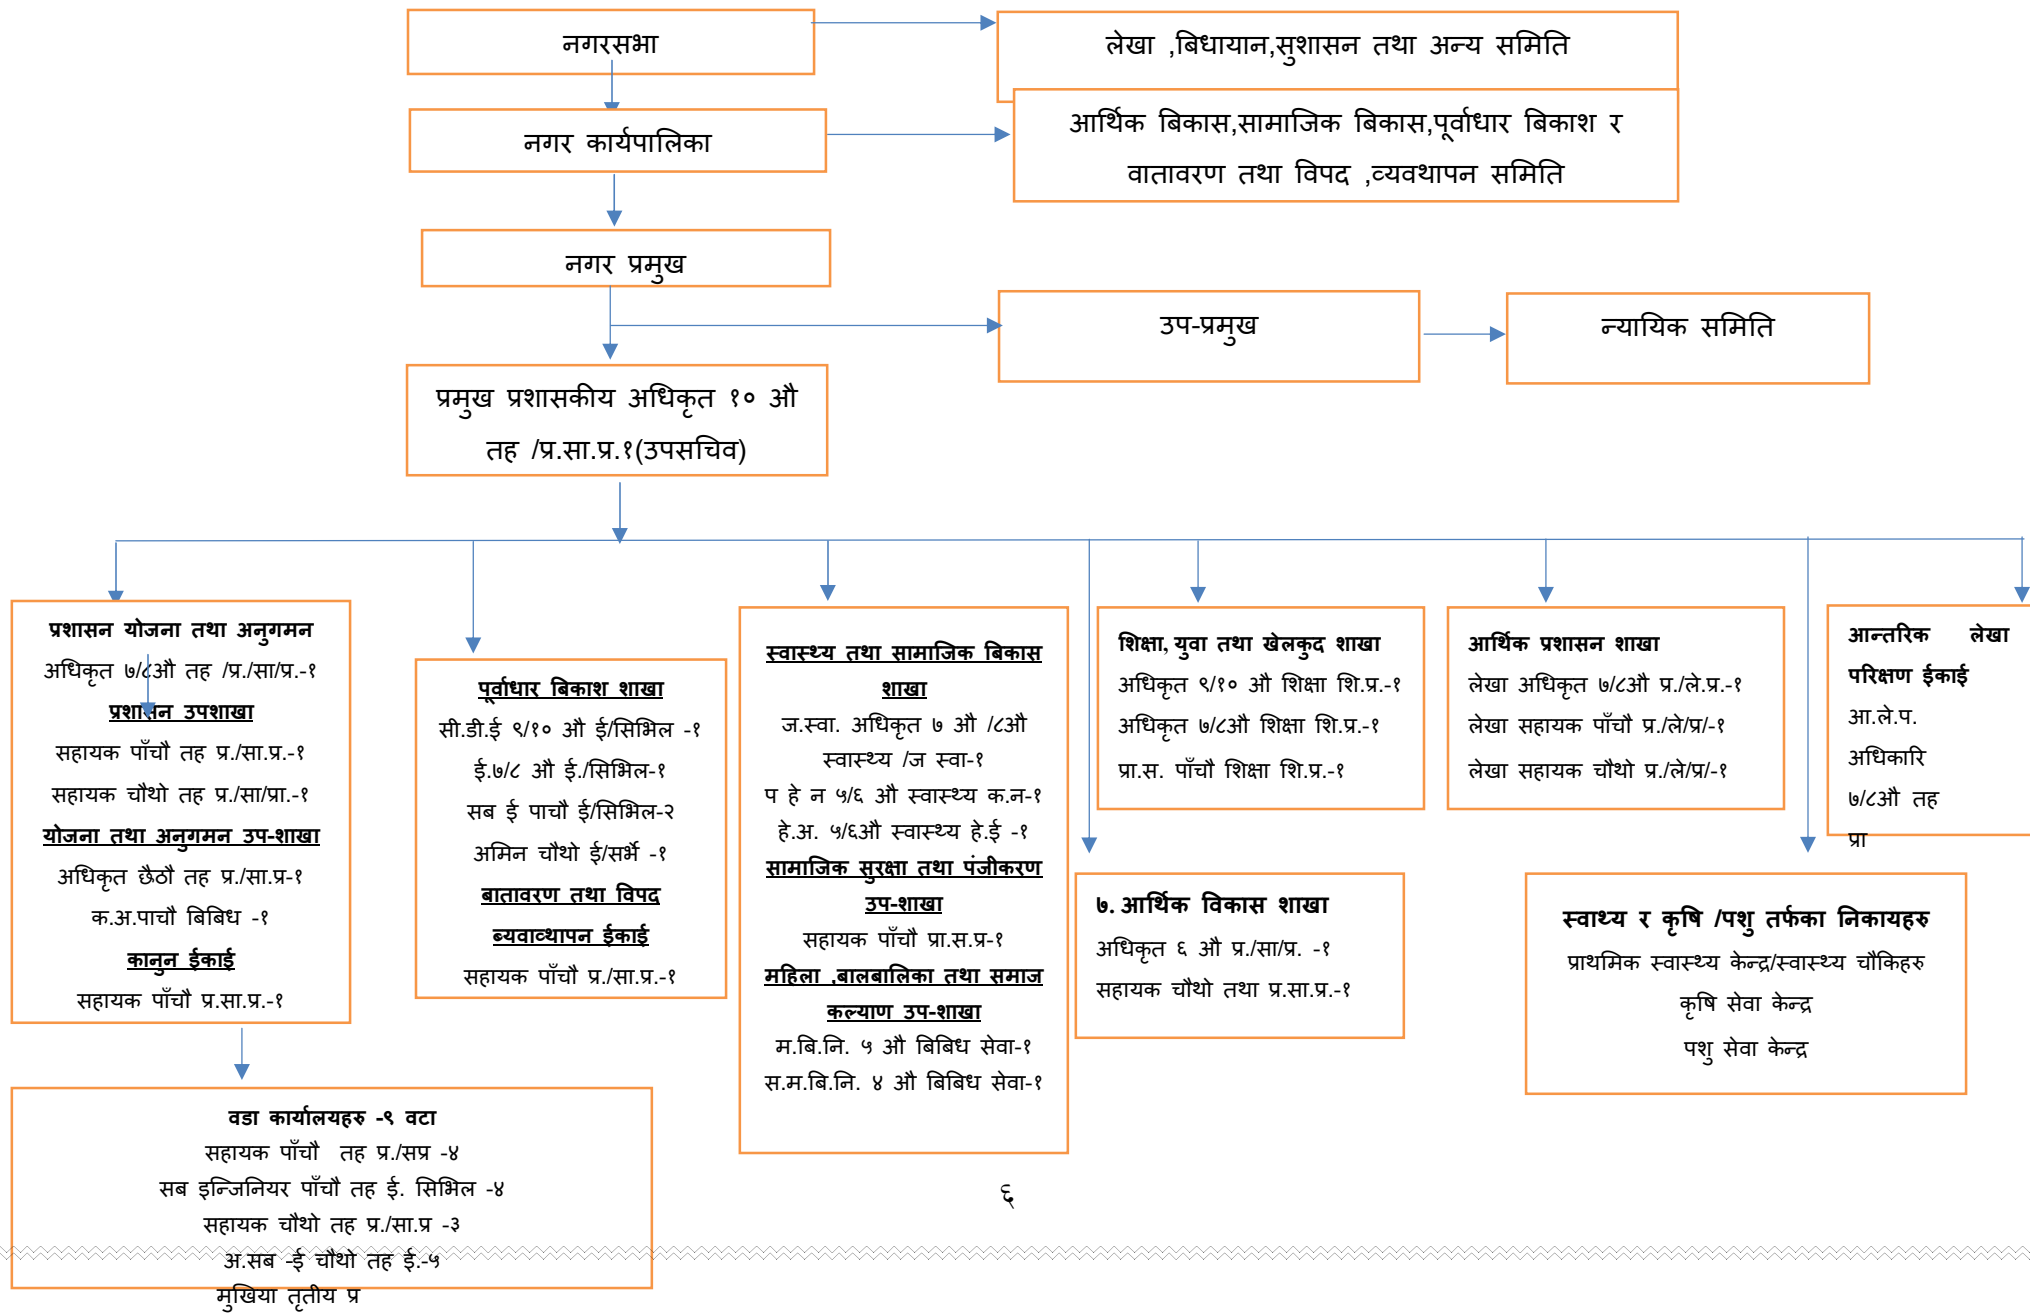 नगरसभा
लेखा ,बिधायान,सुशासन तथा अन्य समिति
नगर कार्यपालिका
आर्थिक बिकास,सामाजिक बिकास,पूर्वाधार बिकाश र
वातावरण तथा विपद ,व्यवथापन समिति
नगर प्रमुख
उप-प्रमुख
न्यायिक समिति
प्रमुख प्रशासकीय अधिकृत १० औ
तह /प्र.सा.प्र.१(उपसचिव)
प्रशासन योजना तथा अनुगमन
अधिकृत ७/८औ तह /प्र./सा/प्र.-१
प्रशासन उपशाखा
सहायक पाँचौ तह प्र./सा.प्र.-१
सहायक चौथो तह प्र./सा/प्रा.-१
योजना तथा अनुगमन उप-शाखा
अधिकृत छैठौ तह प्र./सा.प्र-१
क.अ.पाचौ बिबिध -१
कानुन ईकाई
सहायक पाँचौ प्र.सा.प्र.-१
पूर्वाधार बिकाश शाखा
सी.डी.ई ९/१० औ ई/सिभिल -१
ई.७/८ औ ई./सिभिल-१
सब ई पाचौ ई/सिभिल-२
अमिन चौथो ई/सर्भे -१
बातावरण तथा विपद
ब्यवाव्थापन ईकाई
सहायक पाँचौ प्र./सा.प्र.-१
स्वास्थ्य तथा सामाजिक बिकास
शाखा
ज.स्वा. अधिकृत ७ औ /८औ
स्वास्थ्य /ज स्वा-१
प हे न ५/६ औ स्वास्थ्य क.न-१
हे.अ. ५/६औ स्वास्थ्य हे.ई -१
सामाजिक सुरक्षा तथा पंजीकरण
उप-शाखा
सहायक पाँचौ प्रा.स.प्र-१
महिला ,बालबालिका तथा समाज
कल्याण उप-शाखा
म.बि.नि. ५ औ बिबिध सेवा-१
स.म.बि.नि. ४ औ बिबिध सेवा-१
शिक्षा, युवा तथा खेलकुद शाखा
अधिकृत ९/१० औ शिक्षा शि.प्र.-१
अधिकृत ७/८औ शिक्षा शि.प्र.-१
प्रा.स. पाँचौ शिक्षा शि.प्र.-१
आर्थिक प्रशासन शाखा
लेखा अधिकृत ७/८औ प्र./ले.प्र.-१
लेखा सहायक पाँचौ प्र./ले/प्र/-१
लेखा सहायक चौथो प्र./ले/प्र/-१
आन्तरिक लेखा
परिक्षण ईकाई
आ.ले.प.
अधिकारि
७/८औ तह
प्रा
७. आर्थिक विकास शाखा
अधिकृत ६ औ प्र./सा/प्र. -१
सहायक चौथो तथा प्र.सा.प्र.-१
स्वाथ्य र कृषि /पशु तर्फका निकायहरु
प्राथमिक स्वास्थ्य केन्द्र/स्वास्थ्य चौकिहरु
कृषि सेवा केन्द्र
पशु सेवा केन्द्र
वडा कार्यालयहरु -९ वटा
सहायक पाँचौ तह प्र./सप्र -४
सब इन्जिनियर पाँचौ तह ई. सिभिल -४
सहायक चौथो तह प्र./सा.प्र -३
अ.सब -ई चौथो तह ई.-५
मुखिया तृतीय प्र
६